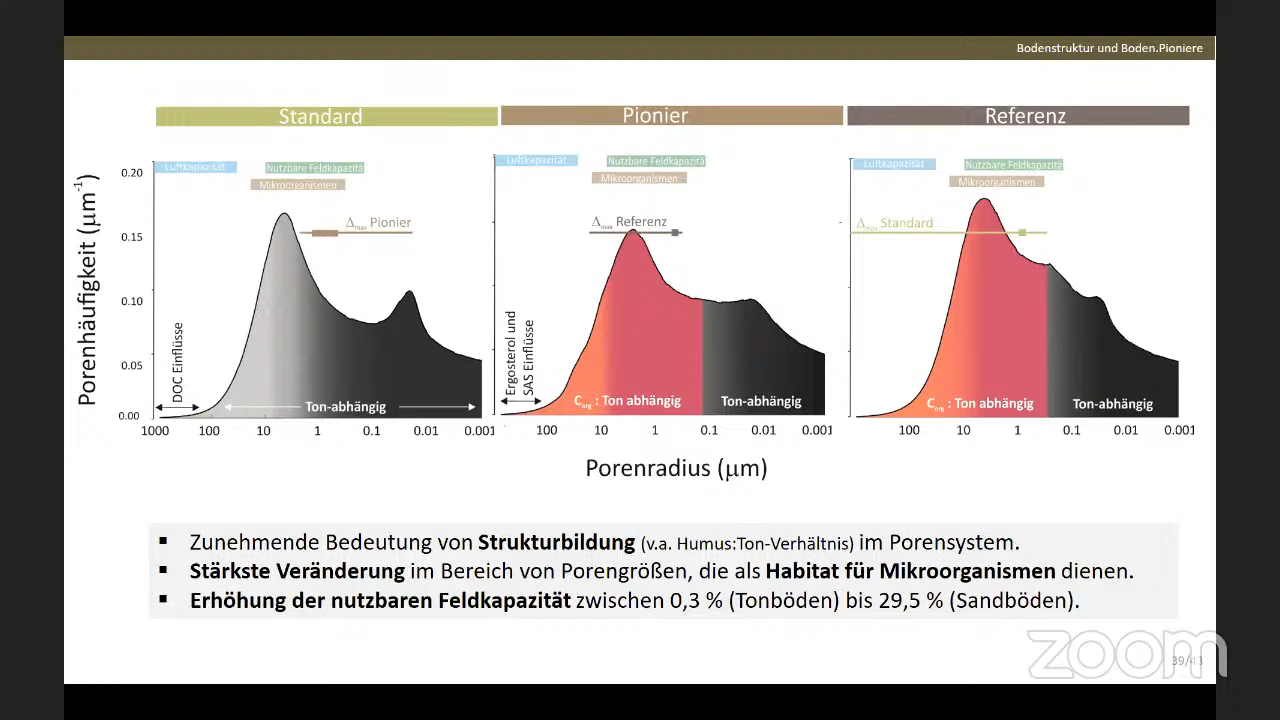 Bodenstruktur und Boden.Pioniere
Standard
Pionier
Referenz
Porenhäufigkeit (µm⁻¹)
0.20
0.15
0.10
0.05
0.00
Luftkapazität
Nutzbare Feldkapazitä
Mikroorganismen
Δmax Pionier
DOC Einflüsse
Ton-abhängig
1000 100 10 1 0.1 0.01 0.001
Luftkapazität
Nutzbare Feldkapazitä
Mikroorganismen
Δmax Referenz
Ergosterol und
SAS Einflüsse
Corg : Ton abhängig
Ton-abhängig
100 10 1 0.1 0.01 0.001
Luftkapazität
Nutzbare Feldkapazitä
Mikroorganismen
Δmax Standard
Corg : Ton abhängig
Ton-abhängig
100 10 1 0.1 0.01 0.001
Porenradius (µm)
▪ Zunehmende Bedeutung von Strukturbildung (v.a. Humus:Ton-Verhältnis) im Porensystem.
▪ Stärkste Veränderung im Bereich von Porengrößen, die als Habitat für Mikroorganismen dienen.
▪ Erhöhung der nutzbaren Feldkapazität zwischen 0,3 % (Tonböden) bis 29,5 % (Sandböden).
zoom
39/43